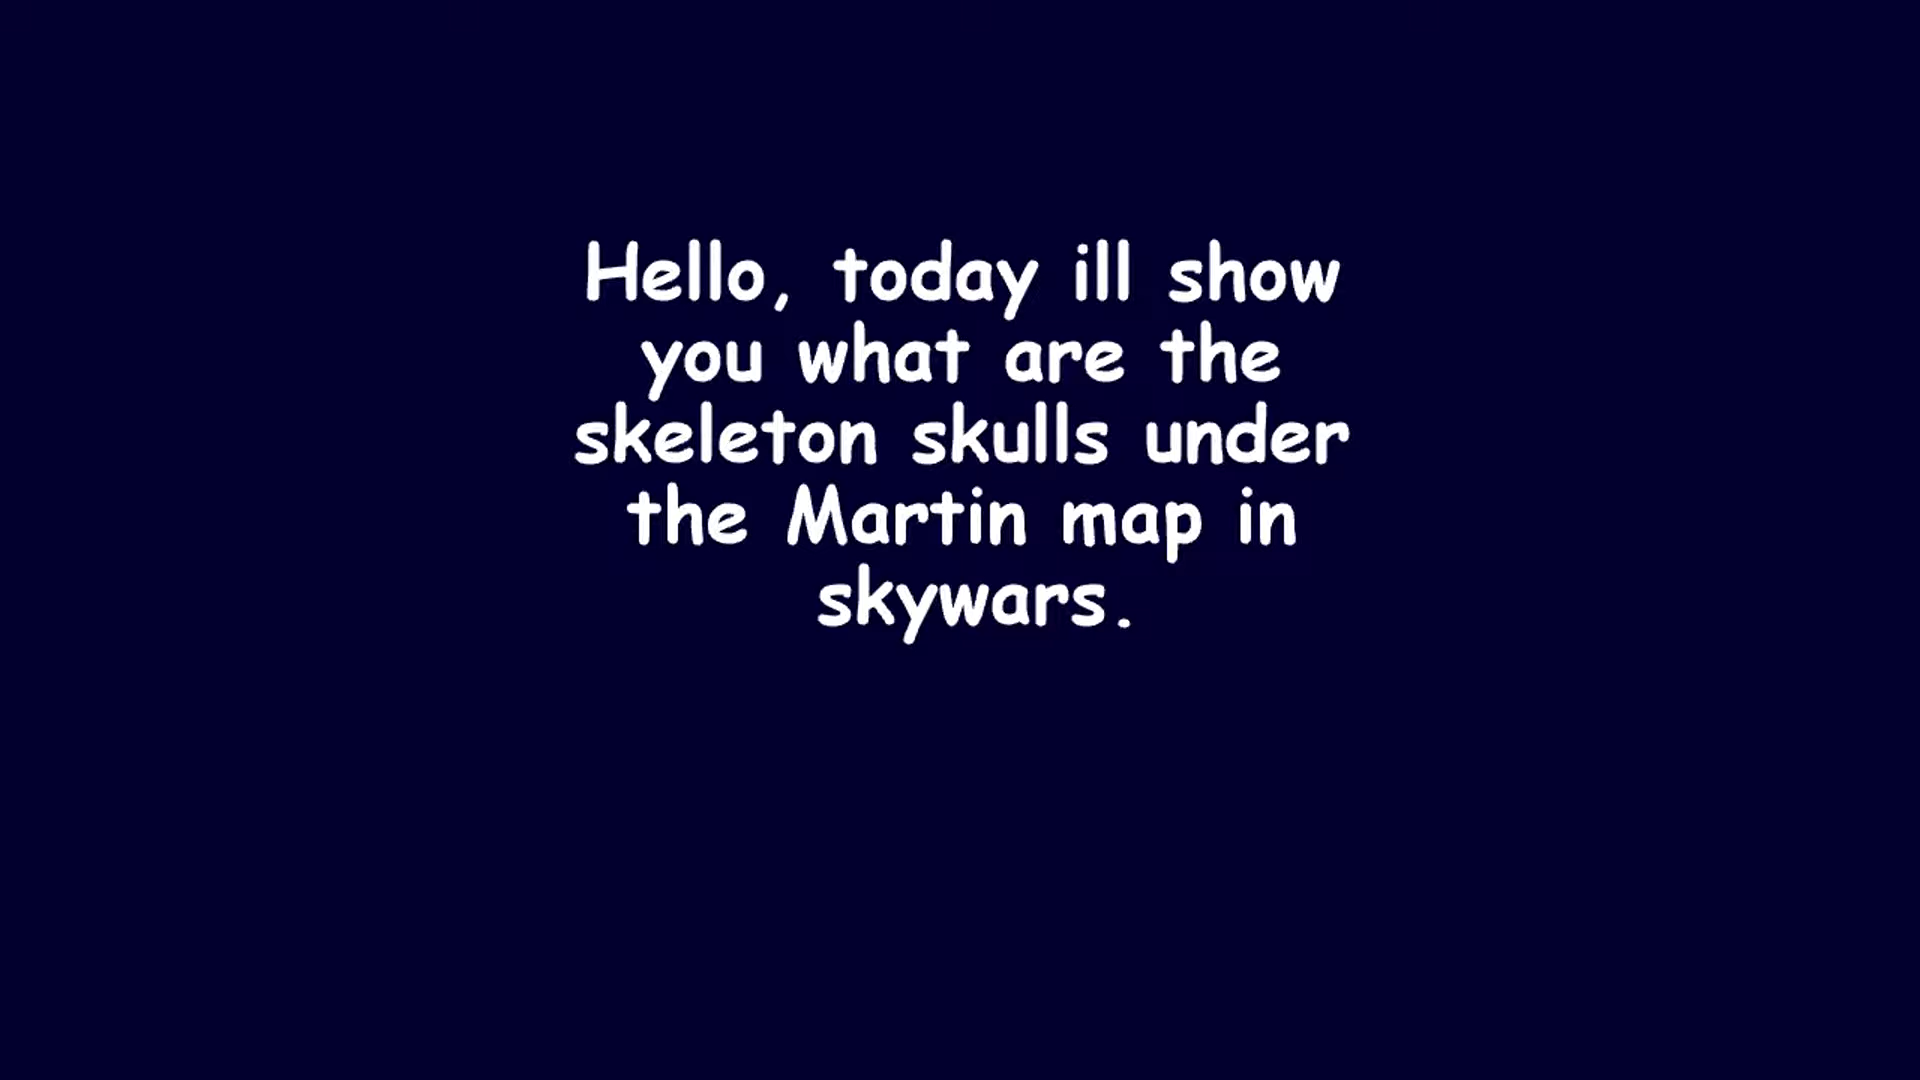 Hello, today ill show
you what are the
skeleton skulls under
the Martin map in
skywars.